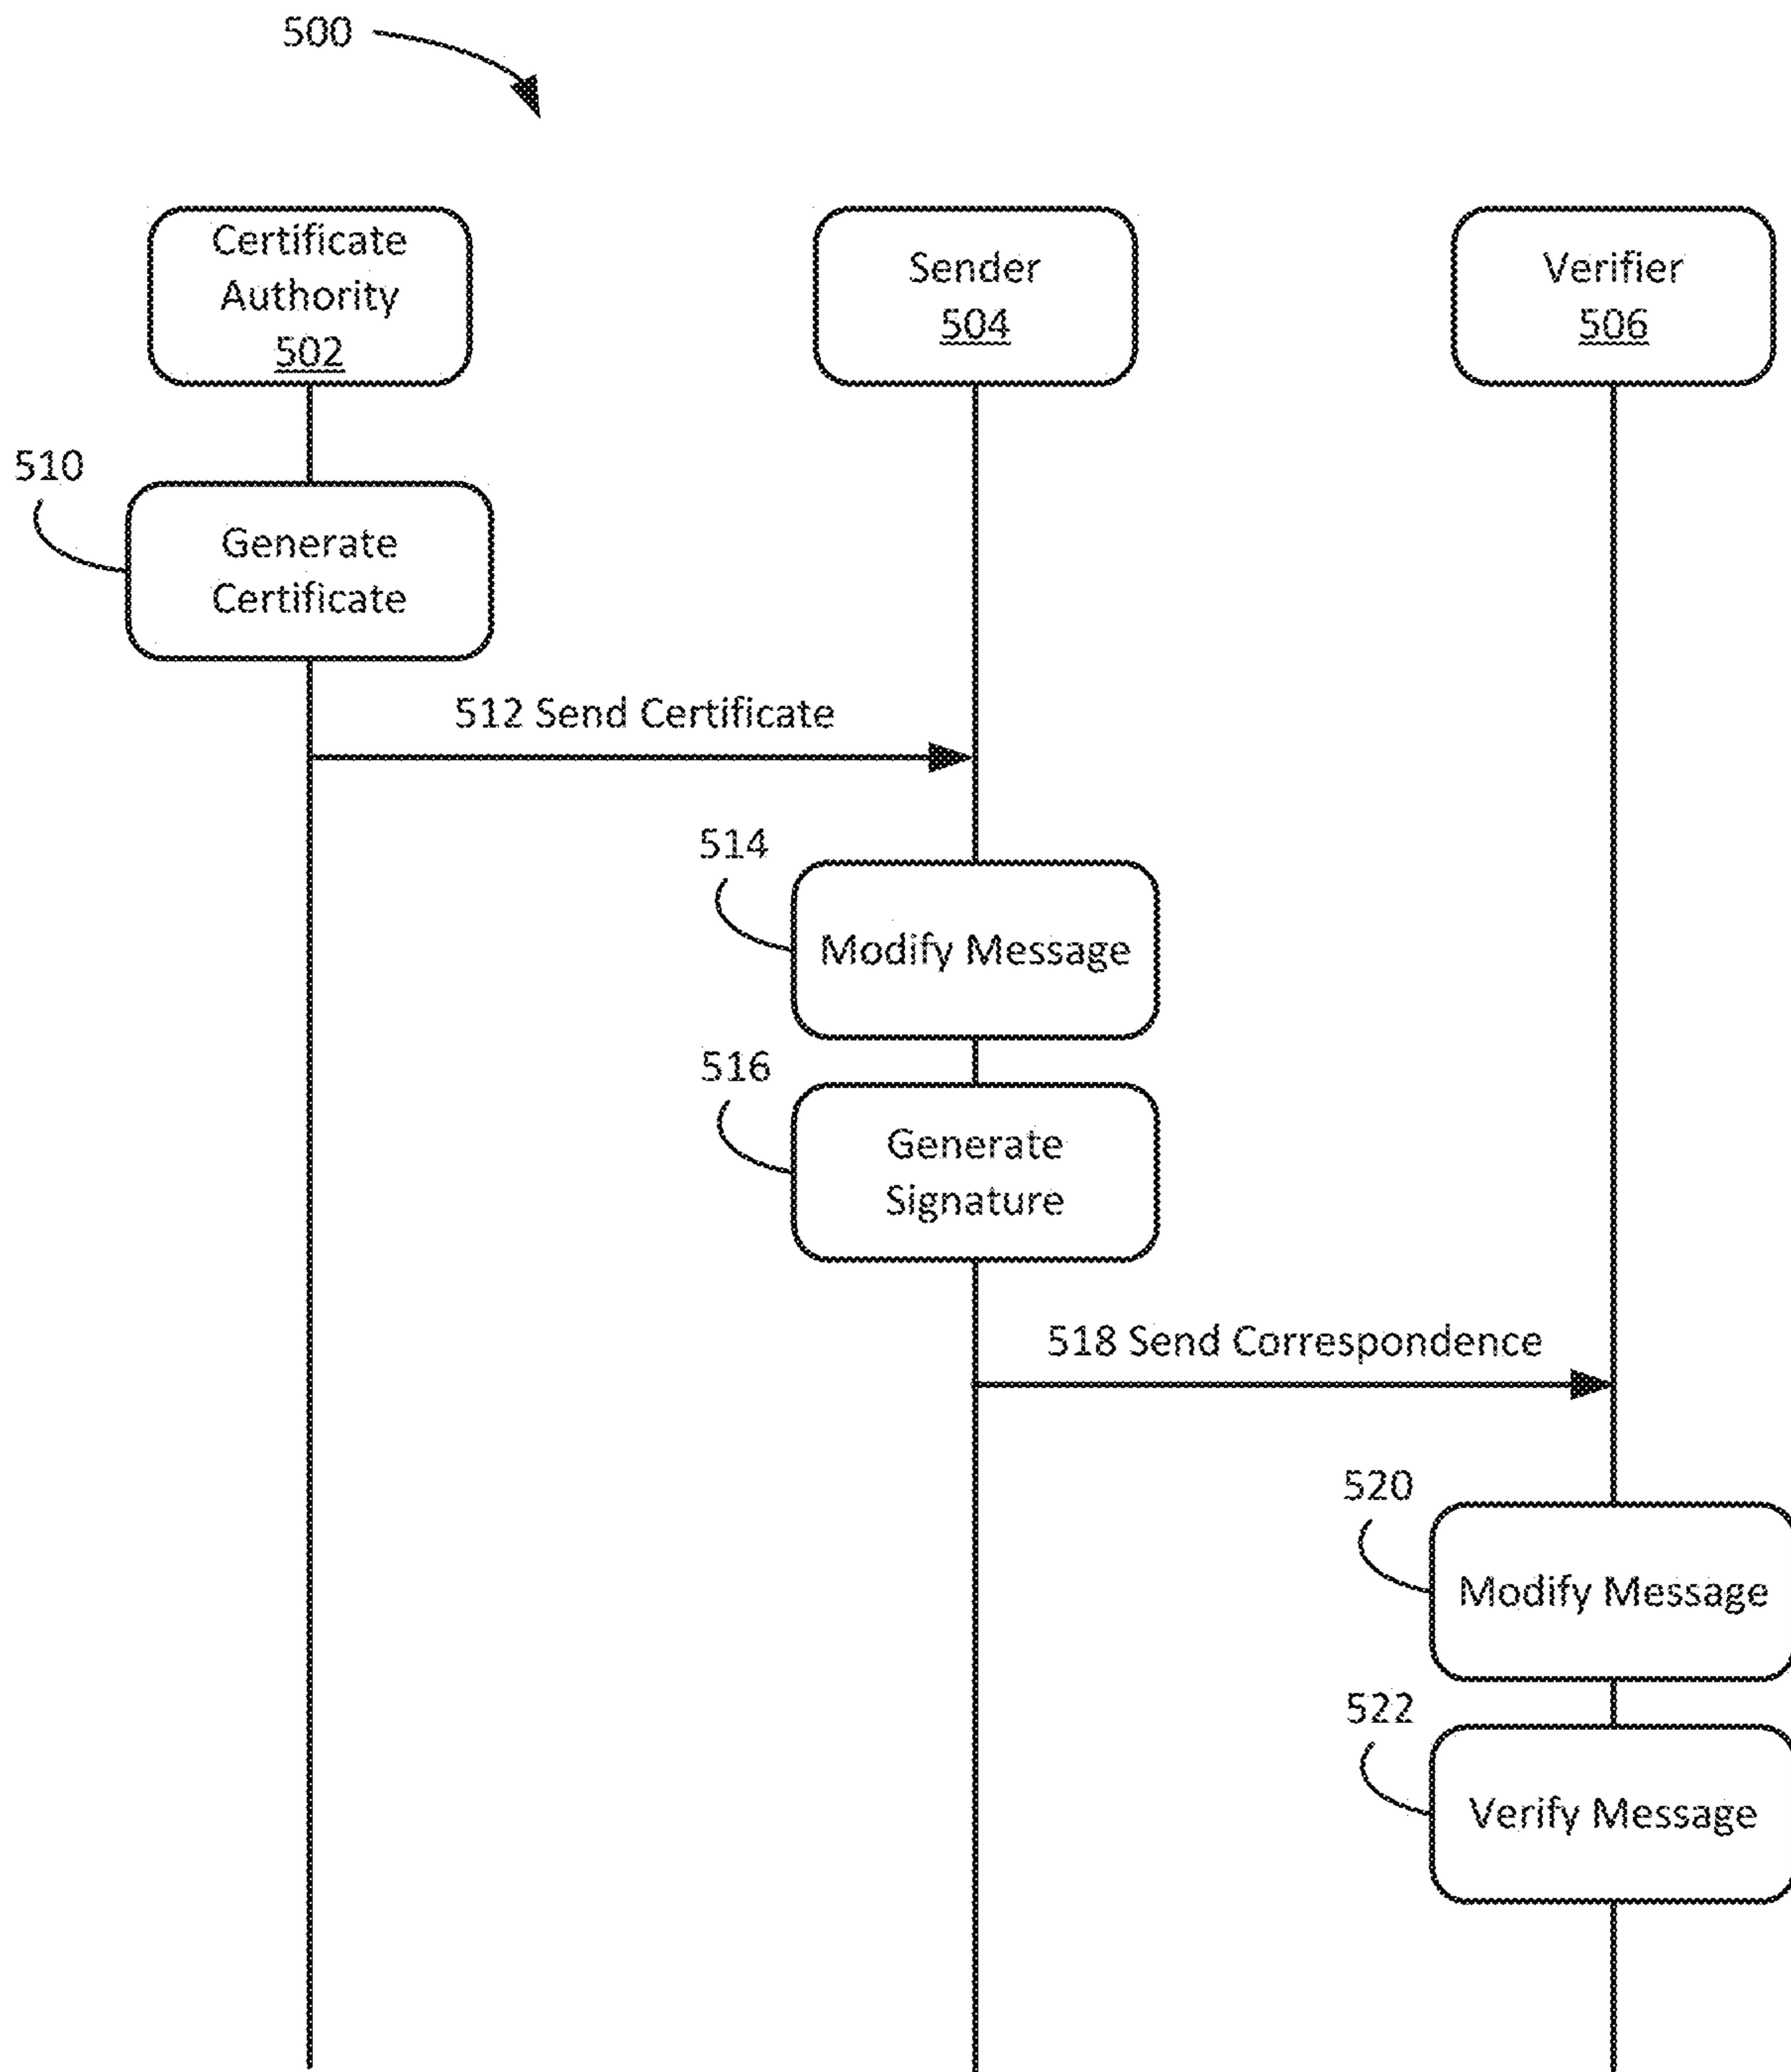 500
Certificate
Authority
502
Sender
504
Verifier
506
510
Generate
Certificate
512 Send Certificate
514
Modify Message
516
Generate
Signature
518 Send Correspondence
520
Modify Message
522
Verify Message